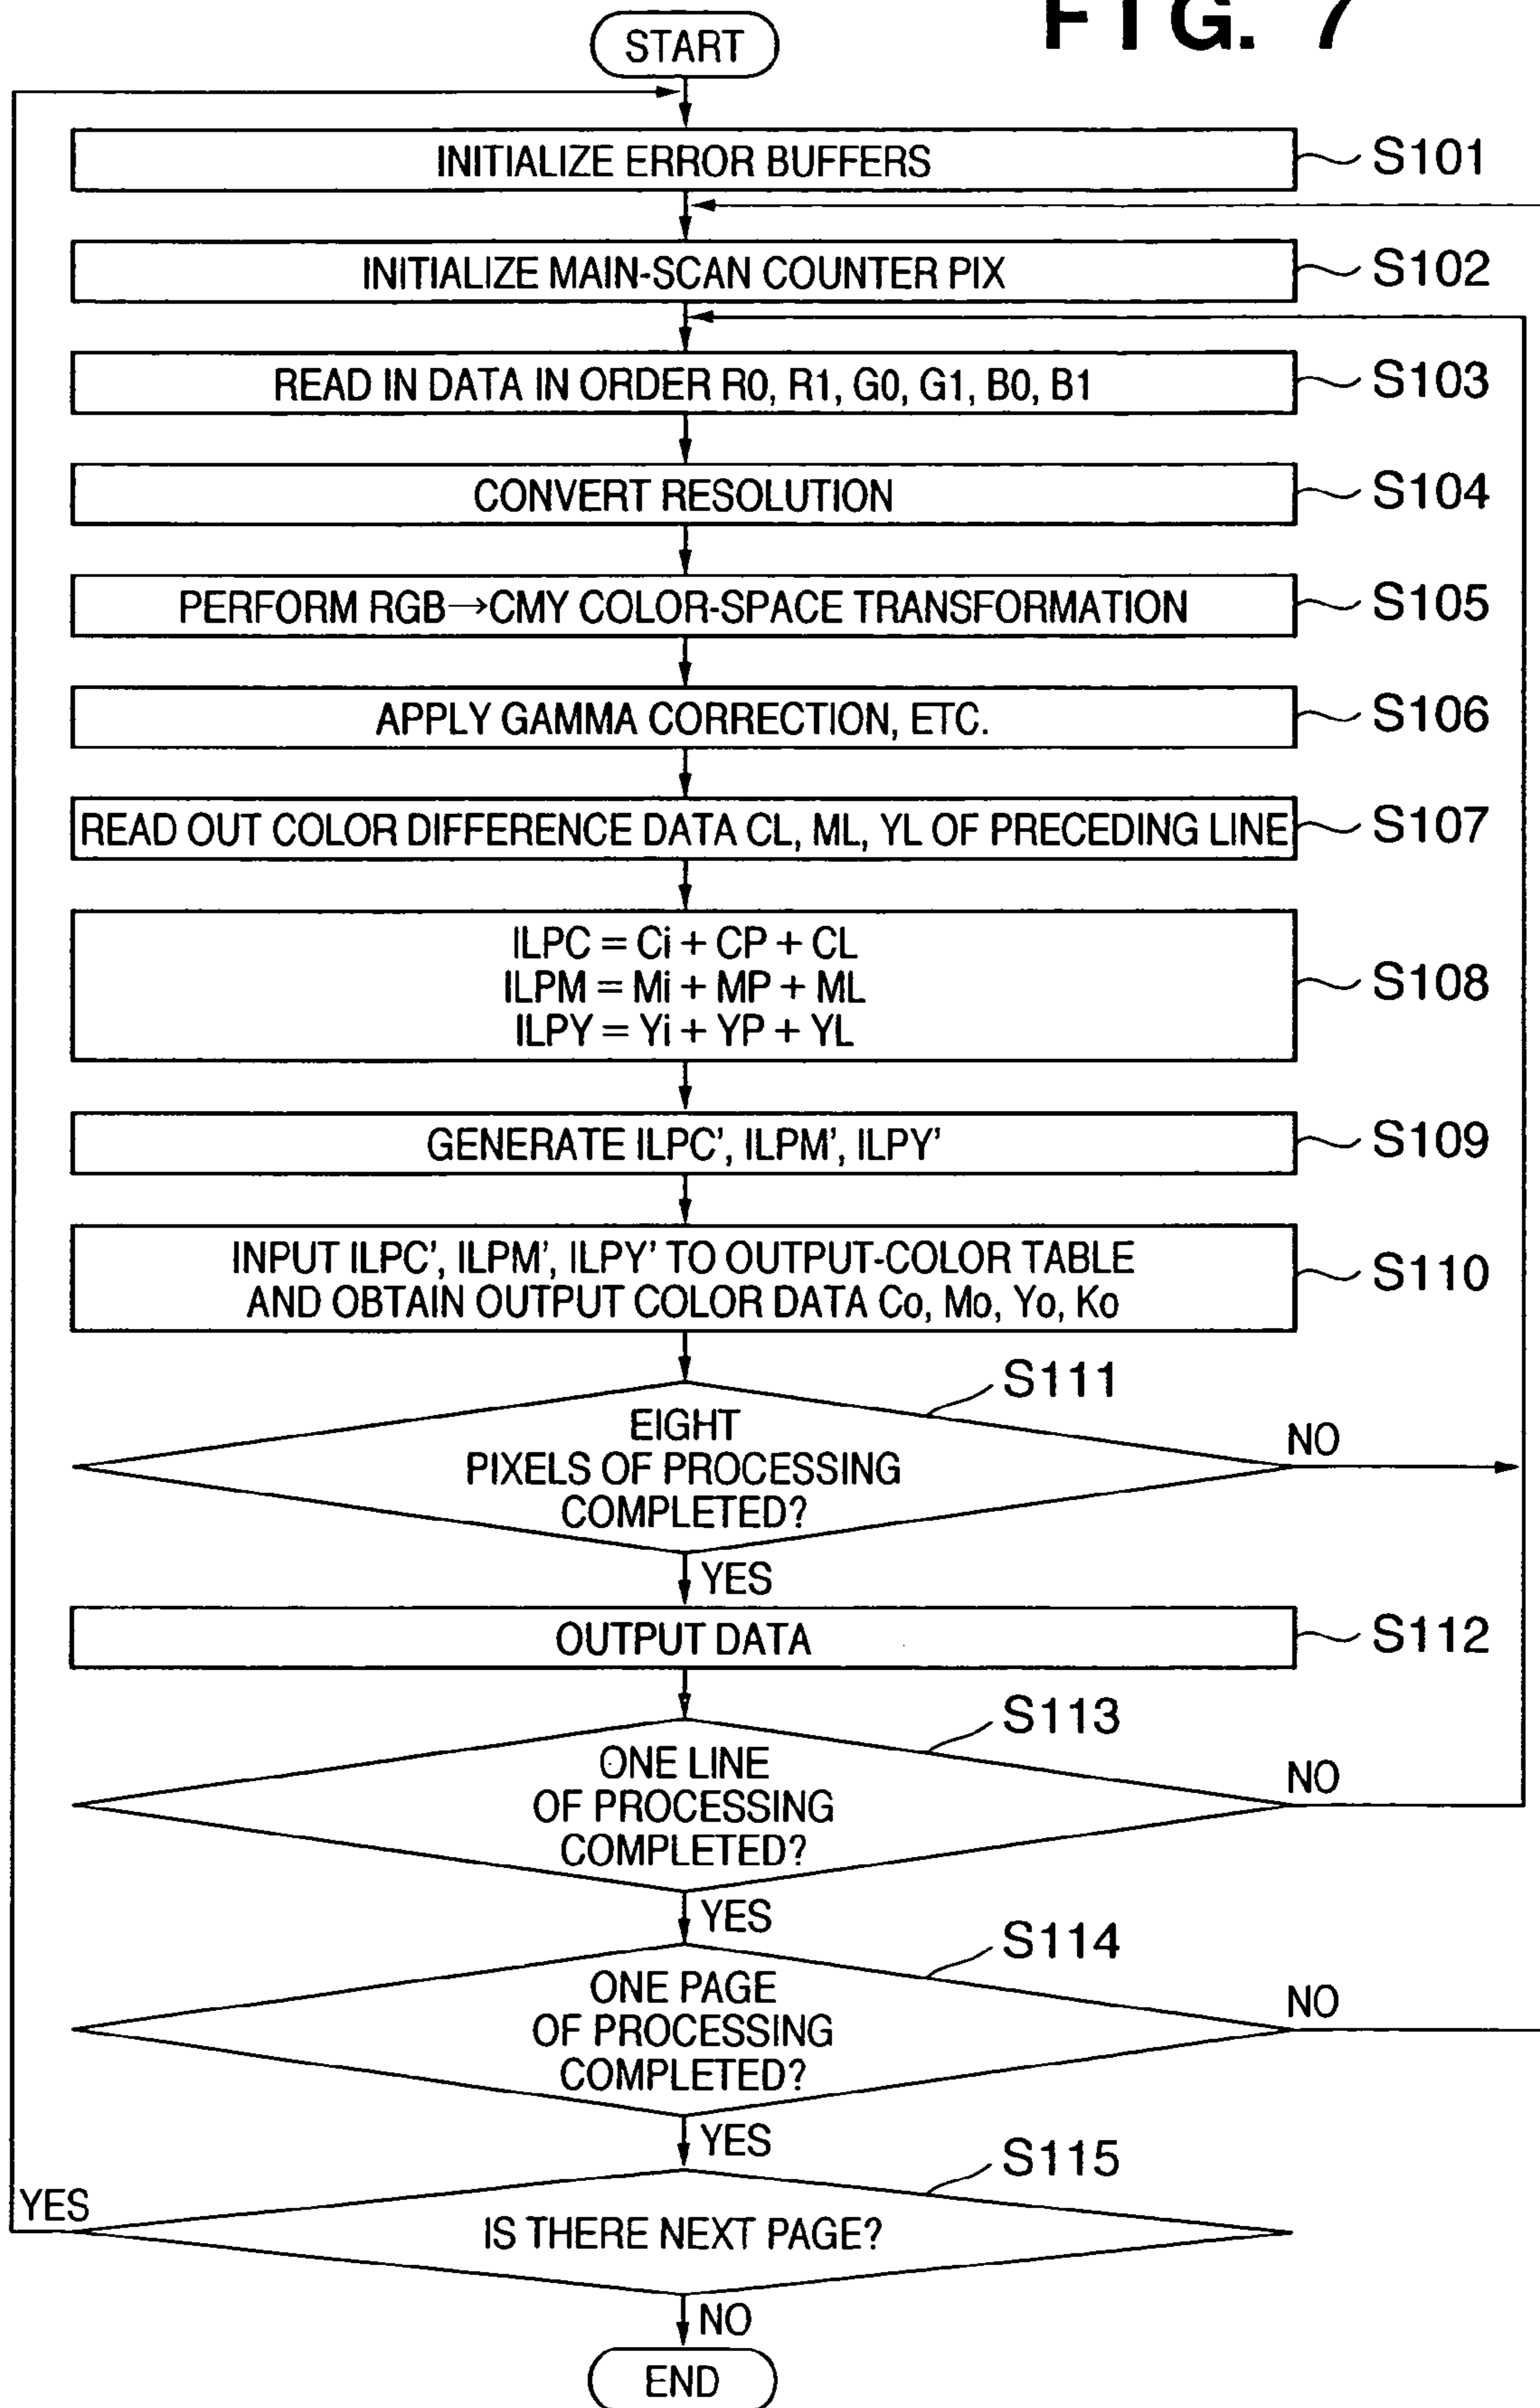 FIG. 7
START
INITIALIZE ERROR BUFFERS
S101
INITIALIZE MAIN-SCAN COUNTER PIX
S102
READ IN DATA IN ORDER R0, R1, G0, G1, B0, B1
S103
CONVERT RESOLUTION
S104
PERFORM RGB→CMY COLOR-SPACE TRANSFORMATION
S105
APPLY GAMMA CORRECTION, ETC.
S106
READ OUT COLOR DIFFERENCE DATA CL, ML, YL OF PRECEDING LINE
S107
ILPC = Ci + CP + CL
ILPM = Mi + MP + ML
ILPY = Yi + YP + YL
S108
GENERATE ILPC', ILPM', ILPY'
S109
INPUT ILPC', ILPM', ILPY' TO OUTPUT-COLOR TABLE
AND OBTAIN OUTPUT COLOR DATA Co, Mo, Yo, Ko
S110
S111
EIGHT
PIXELS OF PROCESSING
COMPLETED?
NO
YES
OUTPUT DATA
S112
S113
ONE LINE
OF PROCESSING
COMPLETED?
NO
YES
S114
ONE PAGE
OF PROCESSING
COMPLETED?
NO
YES
S115
YES
IS THERE NEXT PAGE?
NO
END